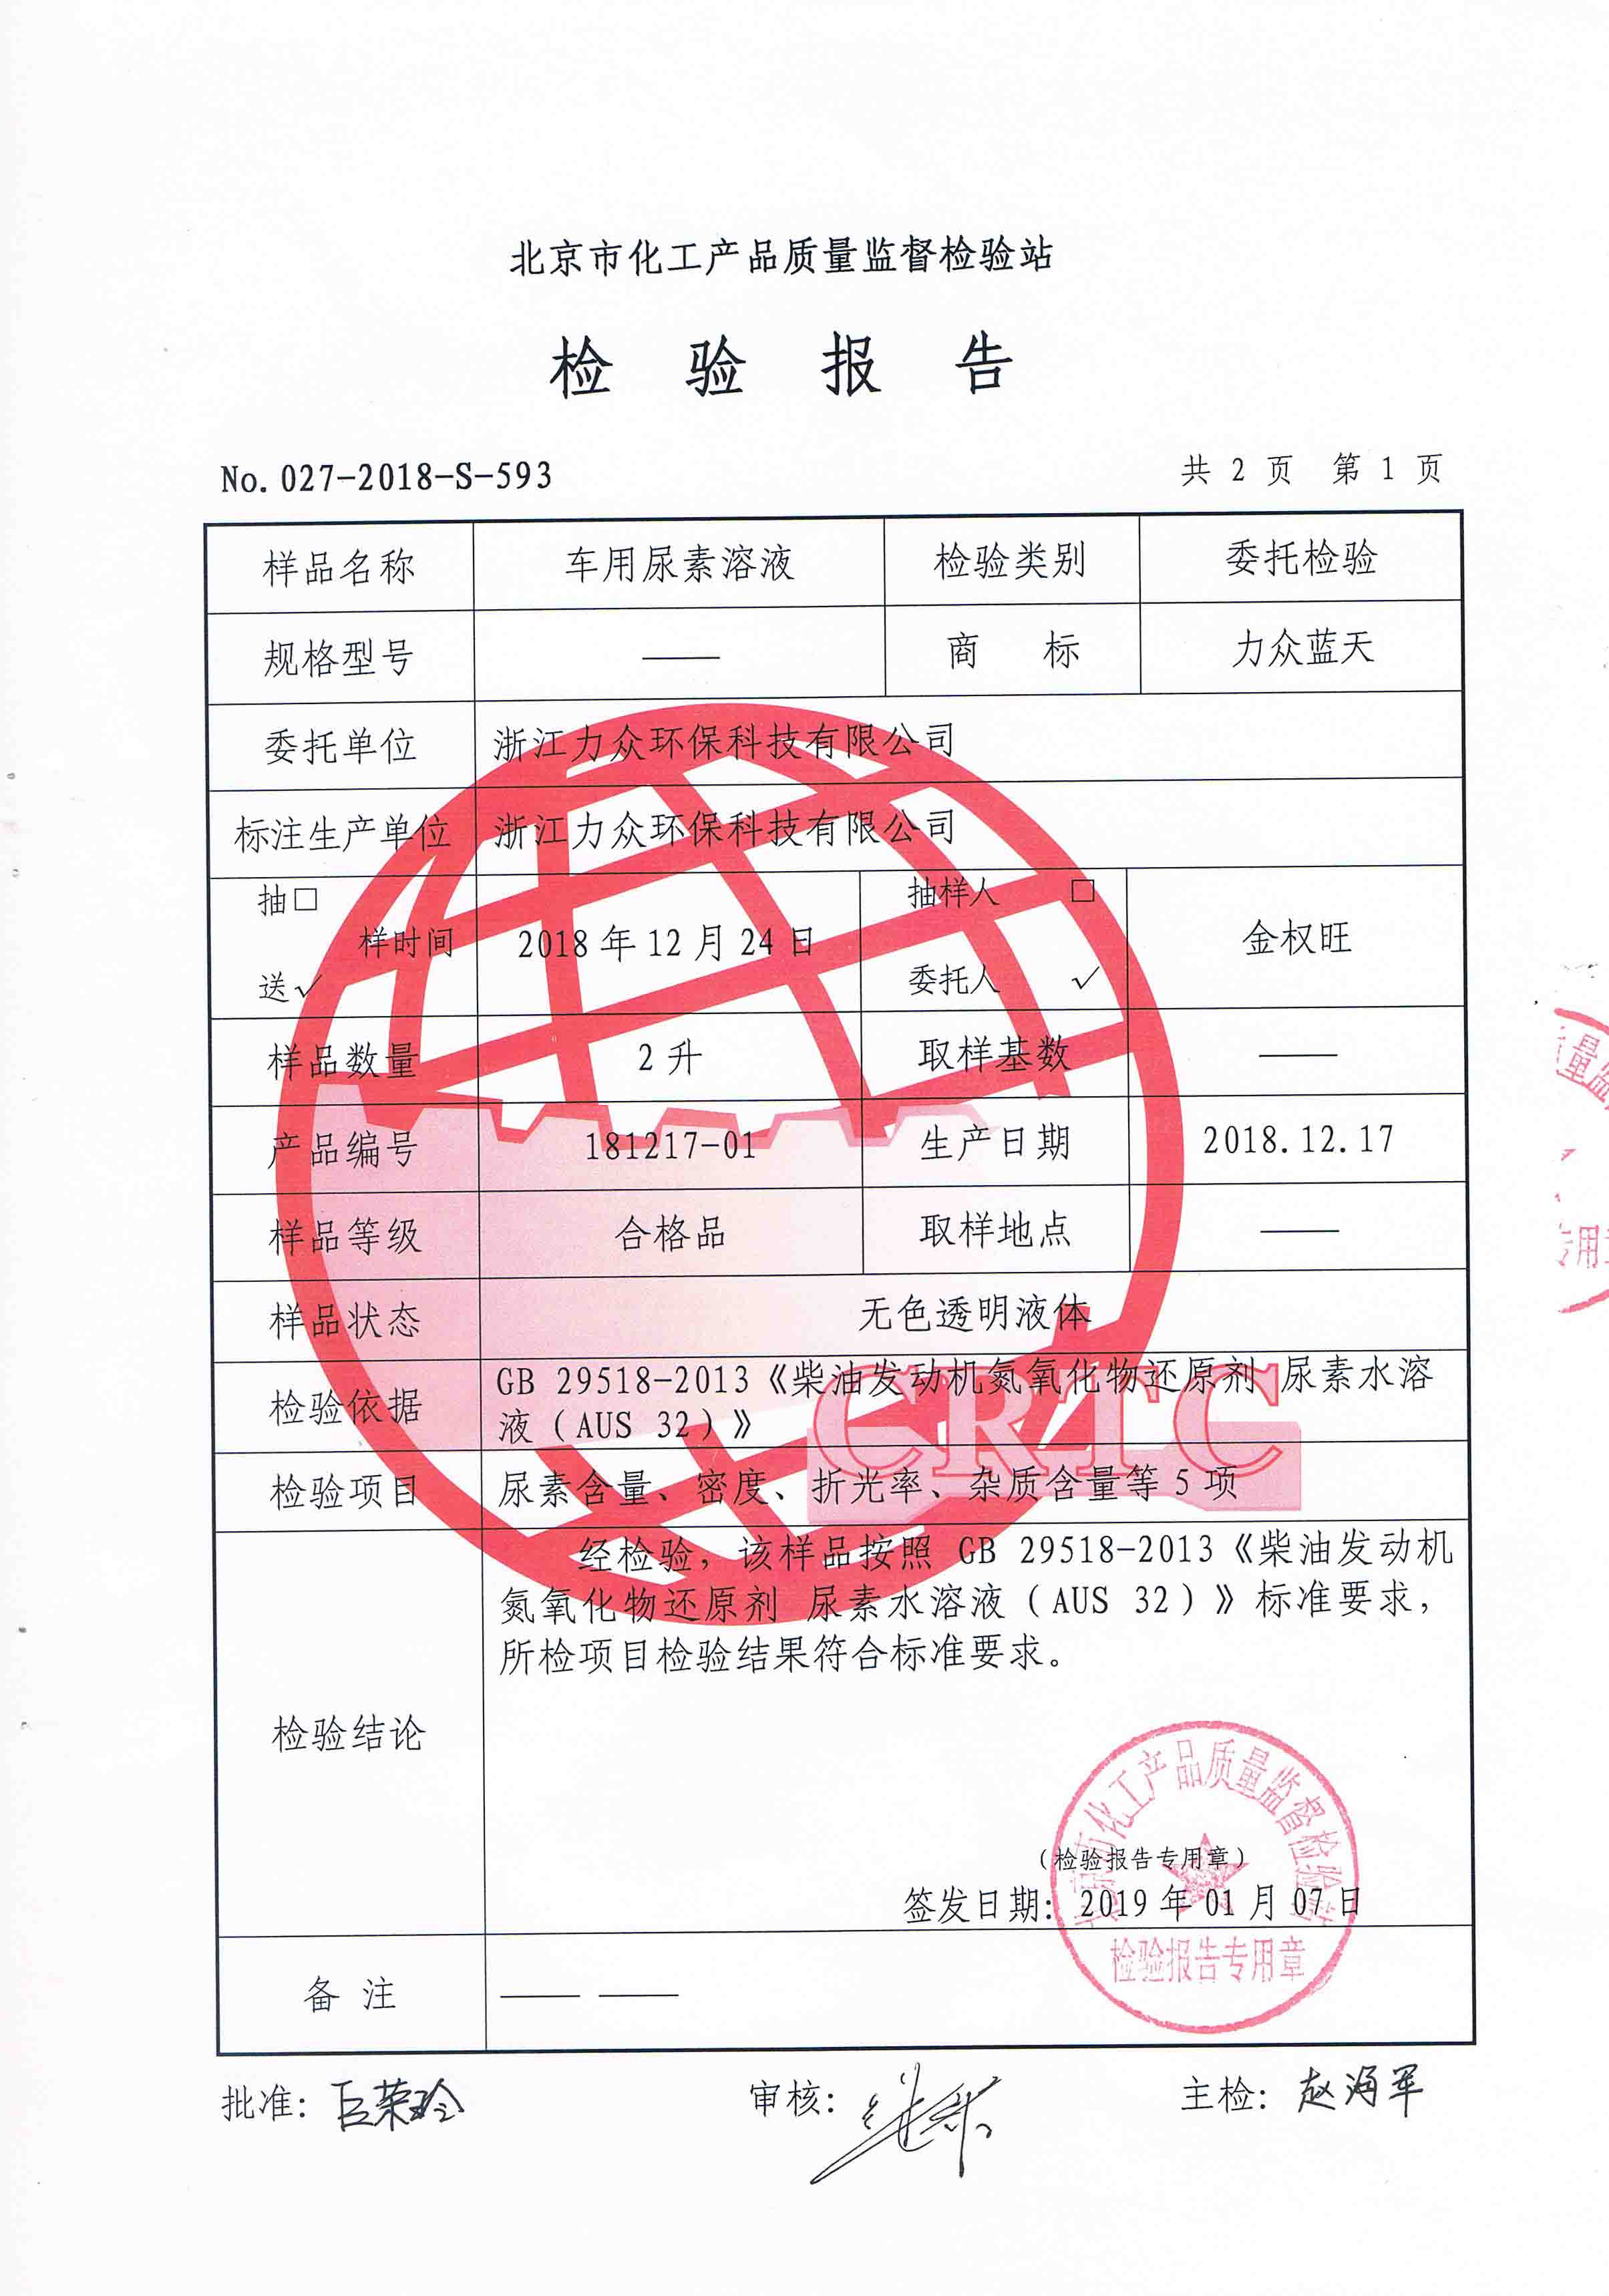 北京市化工产品质量监督检验站
检 验 报 告
No. 027-2018-S-593
共 2 页 第 1 页
样品名称 车用尿素溶液 检验类别 委托检验
规格型号 —— 商 标 力众蓝天
委托单位 浙江力众环保科技有限公司
标注生产单位 浙江力众环保科技有限公司
抽□
样时间
送√
2018 年 12 月 24 日
抽样人 □
委托人 √
金权旺
样品数量 2 升 取样基数 ——
产品编号 181217-01 生产日期 2018.12.17
样品等级 合格品 取样地点 ——
样品状态 无色透明液体
检验依据
GB 29518-2013《柴油发动机氮氧化物还原剂 尿素水溶
液（AUS 32）》
CRTC
检验项目 尿素含量、密度、折光率、杂质含量等 5 项
检验结论
经检验，该样品按照 GB 29518-2013《柴油发动机
氮氧化物还原剂 尿素水溶液（AUS 32）》标准要求，
所检项目检验结果符合标准要求。
北京市化工产品质量监督检验站
（检验报告专用章）
签发日期：2019 年 01 月 07 日
检验报告专用章
备 注 —— ——
批准：
审核：
主检：赵海军
质量监
专用章